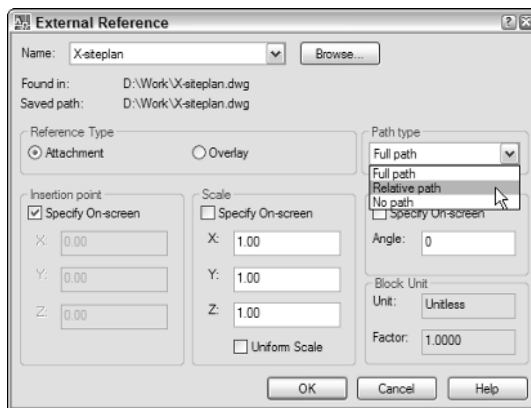 External Reference
Name: X-siteplan Browse...
Found in: D:\Work\X-siteplan.dwg
Saved path: D:\Work\X-siteplan.dwg
Reference Type
Attachment Overlay
Path type
Full path
Full path
Relative path
No path
Insertion point
Specify On-screen
X: 0.00
Y: 0.00
Z: 0.00
Scale
Specify On-screen
X: 1.00
Y: 1.00
Z: 1.00
Uniform Scale
Specify On-screen
Angle: 0
Block Unit
Unit: Unitless
Factor: 1.0000
OK Cancel Help